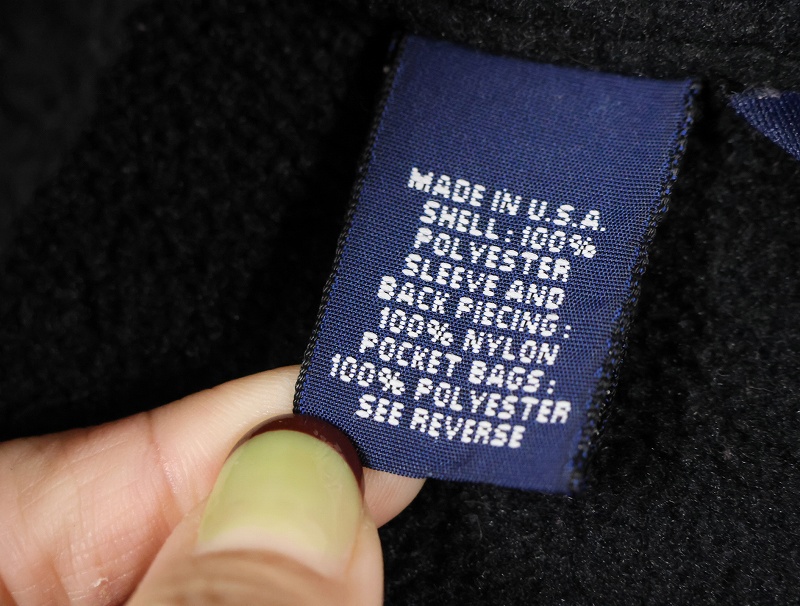 MADE IN U.S.A.
SHELL: 100%
POLYESTER
SLEEVE AND
BACK PIECING:
100% NYLON
POCKET BAGS:
100% POLYESTER
SEE REVERSE